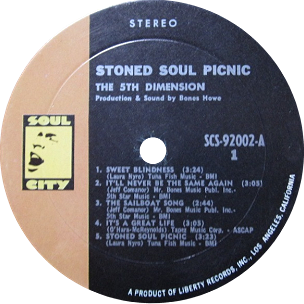 STEREO
STONED SOUL PICNIC
THE 5TH DIMENSION
Production & Sound by Bones Howe
SOUL
CITY
SCS-92002-A
1
1. SWEET BLINDNESS (3:24)
(Laura Nyro) Tuna Fish Music - BMI
2. IT'LL NEVER BE THE SAME AGAIN (3:05)
(Jeff Comanor) Mr. Bones Music Publ. Inc.-
5th Star Music - BMI
3. THE SAILBOAT SONG (2:44)
(Jeff Comanor) Mr. Bones Music Publ. Inc.-
5th Star Music - BMI
4. IT'S A GREAT LIFE (3:05)
(O'Hara-McReynolds) Tazmo Music Corp. - ASCAP
5. STONED SOUL PICNIC (3:23)
(Laura Nyro) Tuna Fish Music - BMI
A PRODUCT OF LIBERTY RECORDS, INC., LOS ANGELES, CALIFORNIA